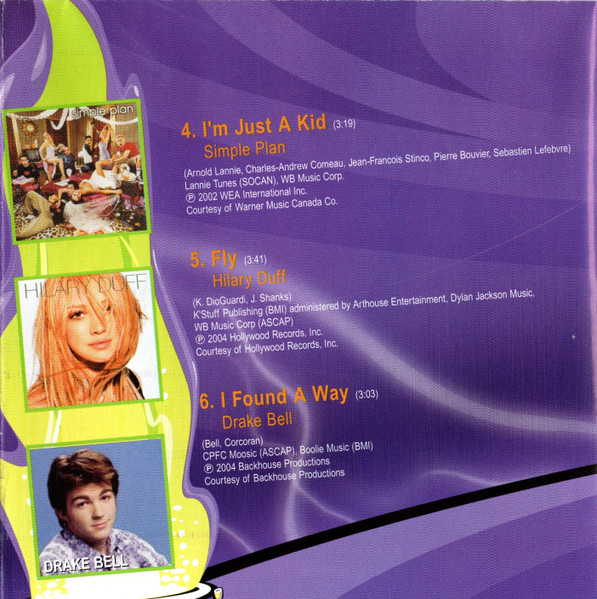 simple plan
4. I'm Just A Kid (3:19)
Simple Plan
(Arnold Lannie, Charles-Andrew Comeau, Jean-Francois Stinco, Pierre Bouvier, Sebastien Lefebvre)
Lannie Tunes (SOCAN), WB Music Corp.
Ⓟ 2002 WEA International Inc.
Courtesy of Warner Music Canada Co.
HILARY DUFF
5. Fly (3:41)
Hilary Duff
(K. DioGuardi, J. Shanks)
K'Stuff Publishing (BMI) administered by Arthouse Entertainment, Dylan Jackson Music,
WB Music Corp (ASCAP)
Ⓟ 2004 Hollywood Records, Inc.
Courtesy of Hollywood Records, Inc.
6. I Found A Way (3:03)
Drake Bell
(Bell, Corcoran)
CPFC Moosic (ASCAP), Boolie Music (BMI)
Ⓟ 2004 Backhouse Productions
Courtesy of Backhouse Productions
DRAKE BELL